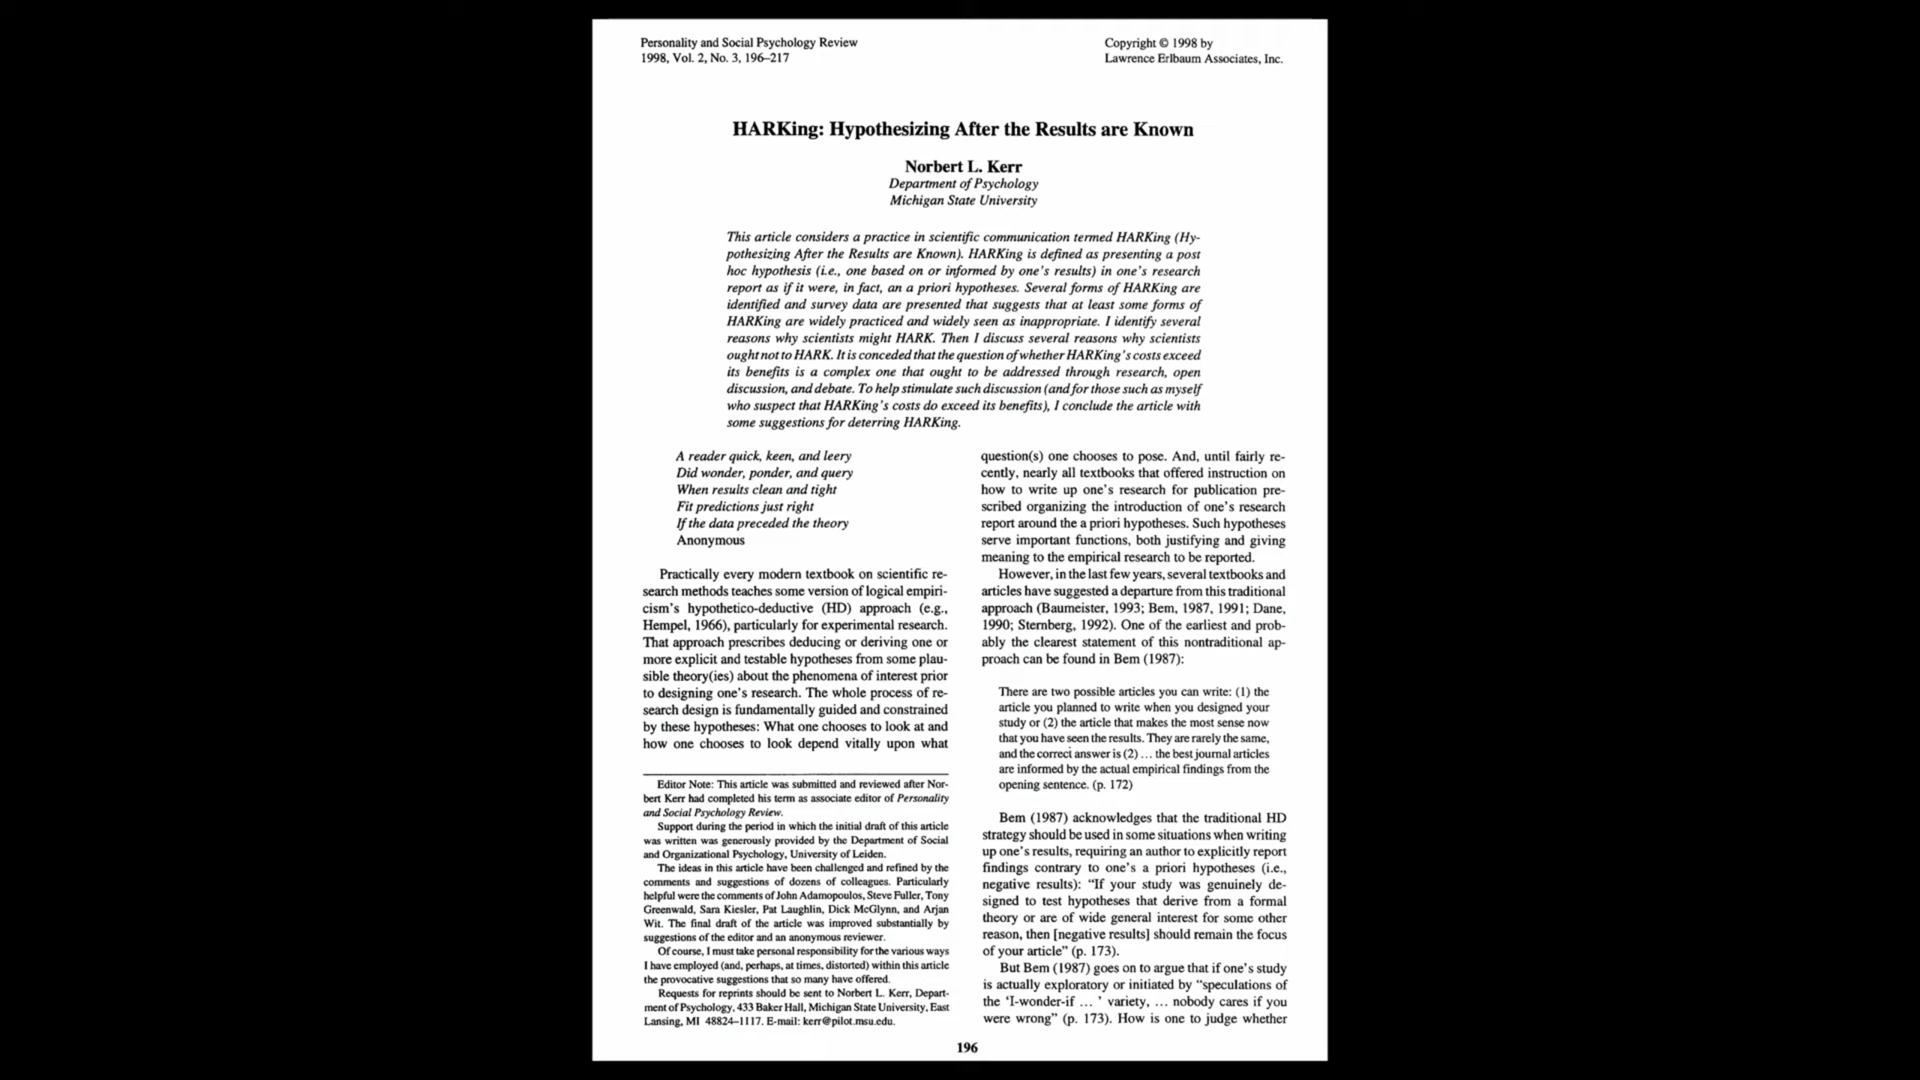 Personality and Social Psychology Review
1998, Vol. 2, No. 3, 196–217
Copyright © 1998 by
Lawrence Erlbaum Associates, Inc.
HARKing: Hypothesizing After the Results are Known
Norbert L. Kerr
Department of Psychology
Michigan State University
This article considers a practice in scientific communication termed HARKing (Hy-
pothesizing After the Results are Known). HARKing is defined as presenting a post
hoc hypothesis (i.e., one based on or informed by one's results) in one's research
report as if it were, in fact, an a priori hypotheses. Several forms of HARKing are
identified and survey data are presented that suggests that at least some forms of
HARKing are widely practiced and widely seen as inappropriate. I identify several
reasons why scientists might HARK. Then I discuss several reasons why scientists
ought not to HARK. It is conceded that the question of whether HARKing's costs exceed
its benefits is a complex one that ought to be addressed through research, open
discussion, and debate. To help stimulate such discussion (and for those such as myself
who suspect that HARKing's costs do exceed its benefits), I conclude the article with
some suggestions for deterring HARKing.
A reader quick, keen, and leery
Did wonder, ponder, and query
When results clean and tight
Fit predictions just right
If the data preceded the theory
Anonymous
Practically every modern textbook on scientific re-
search methods teaches some version of logical empiri-
cism's hypothetico-deductive (HD) approach (e.g.,
Hempel, 1966), particularly for experimental research.
That approach prescribes deducing or deriving one or
more explicit and testable hypotheses from some plau-
sible theory(ies) about the phenomena of interest prior
to designing one's research. The whole process of re-
search design is fundamentally guided and constrained
by these hypotheses: What one chooses to look at and
how one chooses to look depend vitally upon what
Editor Note: This article was submitted and reviewed after Nor-
bert Kerr had completed his term as associate editor of Personality
and Social Psychology Review.
Support during the period in which the initial draft of this article
was written was generously provided by the Department of Social
and Organizational Psychology, University of Leiden.
The ideas in this article have been challenged and refined by the
comments and suggestions of dozens of colleagues. Particularly
helpful were the comments of John Adamopoulos, Steve Fuller, Tony
Greenwald, Sara Kiesler, Pat Laughlin, Dick McGlynn, and Arjan
Wit. The final draft of the article was improved substantially by
suggestions of the editor and an anonymous reviewer.
Of course, I must take personal responsibility for the various ways
I have employed (and, perhaps, at times, distorted) within this article
the provocative suggestions that so many have offered.
Requests for reprints should be sent to Norbert L. Kerr, Depart-
ment of Psychology, 433 Baker Hall, Michigan State University, East
Lansing, MI 48824–1117. E-mail: kerr@pilot.msu.edu.
question(s) one chooses to pose. And, until fairly re-
cently, nearly all textbooks that offered instruction on
how to write up one's research for publication pre-
scribed organizing the introduction of one's research
report around the a priori hypotheses. Such hypotheses
serve important functions, both justifying and giving
meaning to the empirical research to be reported.
However, in the last few years, several textbooks and
articles have suggested a departure from this traditional
approach (Baumeister, 1993; Bem, 1987, 1991; Dane,
1990; Sternberg, 1992). One of the earliest and prob-
ably the clearest statement of this nontraditional ap-
proach can be found in Bem (1987):
There are two possible articles you can write: (1) the
article you planned to write when you designed your
study or (2) the article that makes the most sense now
that you have seen the results. They are rarely the same,
and the correct answer is (2) … the best journal articles
are informed by the actual empirical findings from the
opening sentence. (p. 172)
Bem (1987) acknowledges that the traditional HD
strategy should be used in some situations when writing
up one's results, requiring an author to explicitly report
findings contrary to one's a priori hypotheses (i.e.,
negative results): "If your study was genuinely de-
signed to test hypotheses that derive from a formal
theory or are of wide general interest for some other
reason, then [negative results] should remain the focus
of your article" (p. 173).
But Bem (1987) goes on to argue that if one's study
is actually exploratory or initiated by "speculations of
the 'I-wonder-if … ' variety, … nobody cares if you
were wrong" (p. 173). How is one to judge whether
196